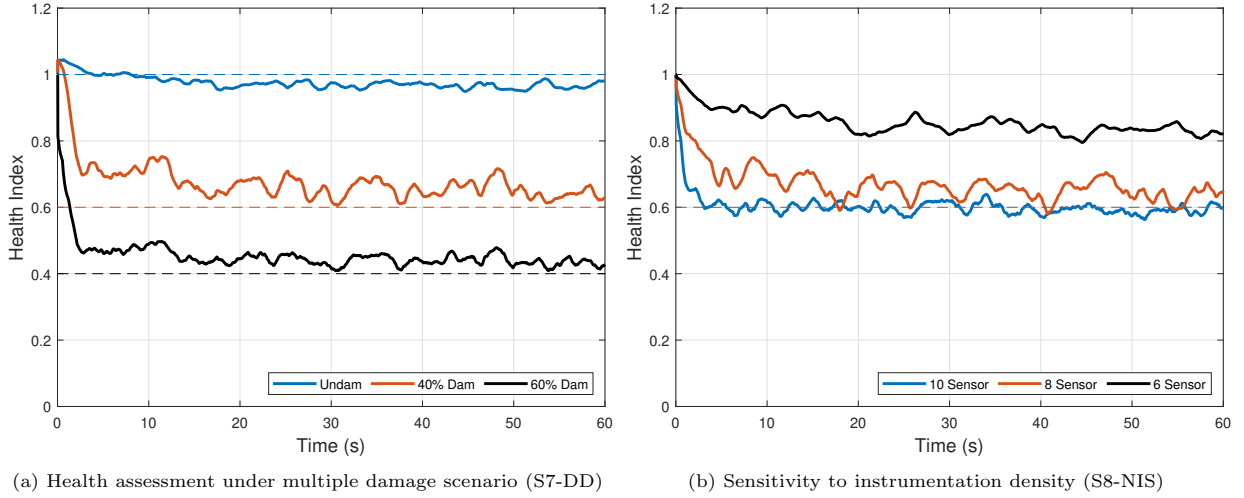 1.2
1
0.8
0.6
0.4
0.2
0
Health Index
0 10 20 30 40 50 60
Time (s)
Undam 40% Dam 60% Dam
(a) Health assessment under multiple damage scenario (S7-DD)
1.2
1
0.8
0.6
0.4
0.2
0
Health Index
0 10 20 30 40 50 60
Time (s)
10 Sensor 8 Sensor 6 Sensor
(b) Sensitivity to instrumentation density (S8-NIS)